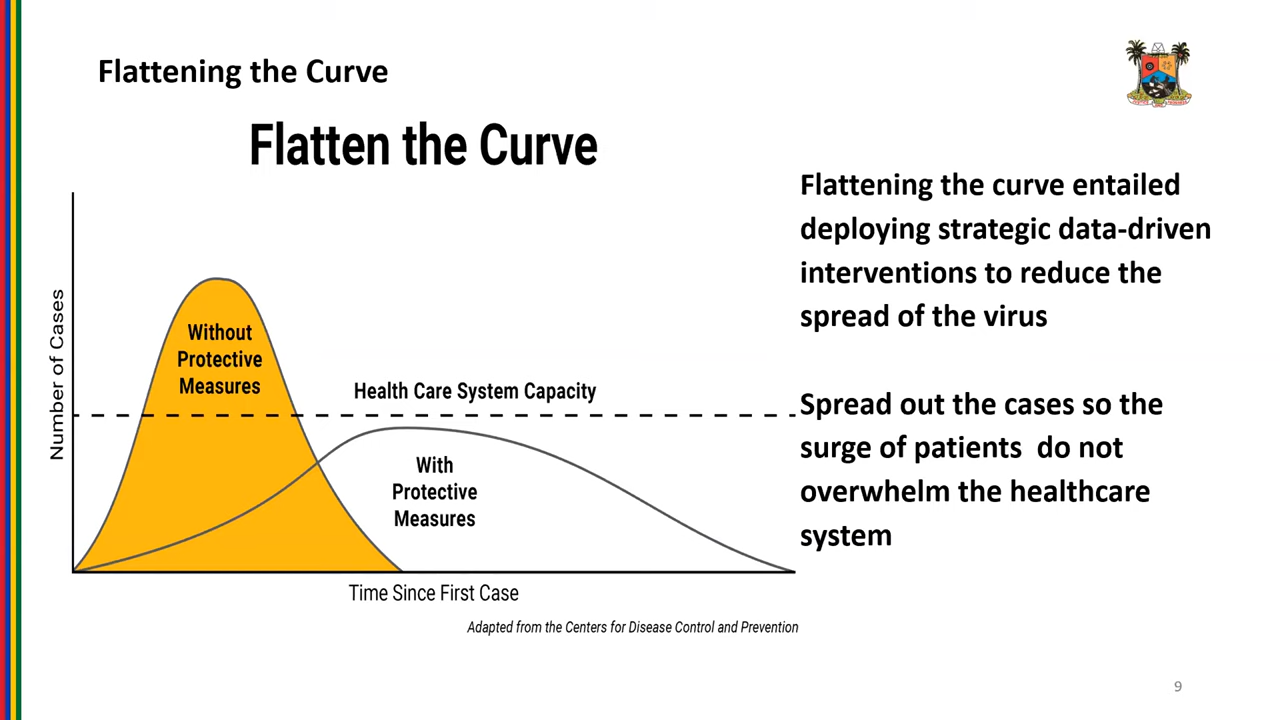 Flattening the Curve
Flatten the Curve
Number of Cases
Without
Protective
Measures
Health Care System Capacity
With
Protective
Measures
Time Since First Case
Adapted from the Centers for Disease Control and Prevention
Flattening the curve entailed
deploying strategic data-driven
interventions to reduce the
spread of the virus
Spread out the cases so the
surge of patients  do not
overwhelm the healthcare
system
9